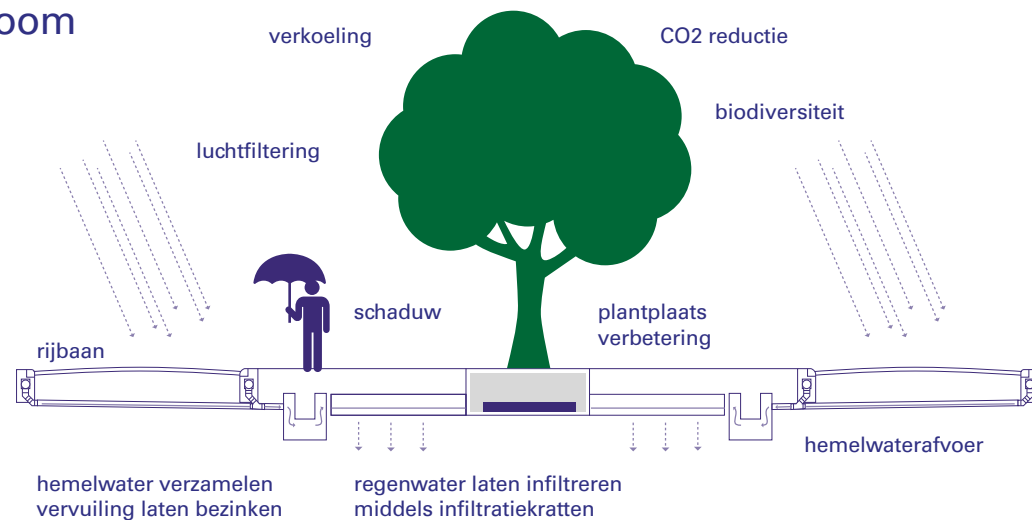 oom
verkoeling
CO2 reductie
biodiversiteit
luchtfiltering
schaduw
plantplaats
verbetering
rijbaan
hemelwaterafvoer
hemelwater verzamelen
vervuiling laten bezinken
regenwater laten infiltreren
middels infiltratiekratten